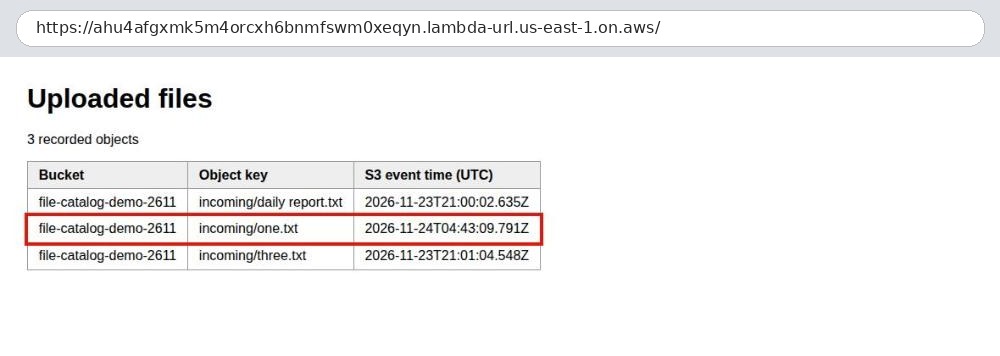 https://ahu4afgxmk5m4orcxh6bnmfswm0xeqyn.lambda-url.us-east-1.on.aws/
Uploaded files
3 recorded objects
Bucket Object key S3 event time (UTC)
file-catalog-demo-2611 incoming/daily report.txt 2026-11-23T21:00:02.635Z
file-catalog-demo-2611 incoming/one.txt 2026-11-24T04:43:09.791Z
file-catalog-demo-2611 incoming/three.txt 2026-11-23T21:01:04.548Z